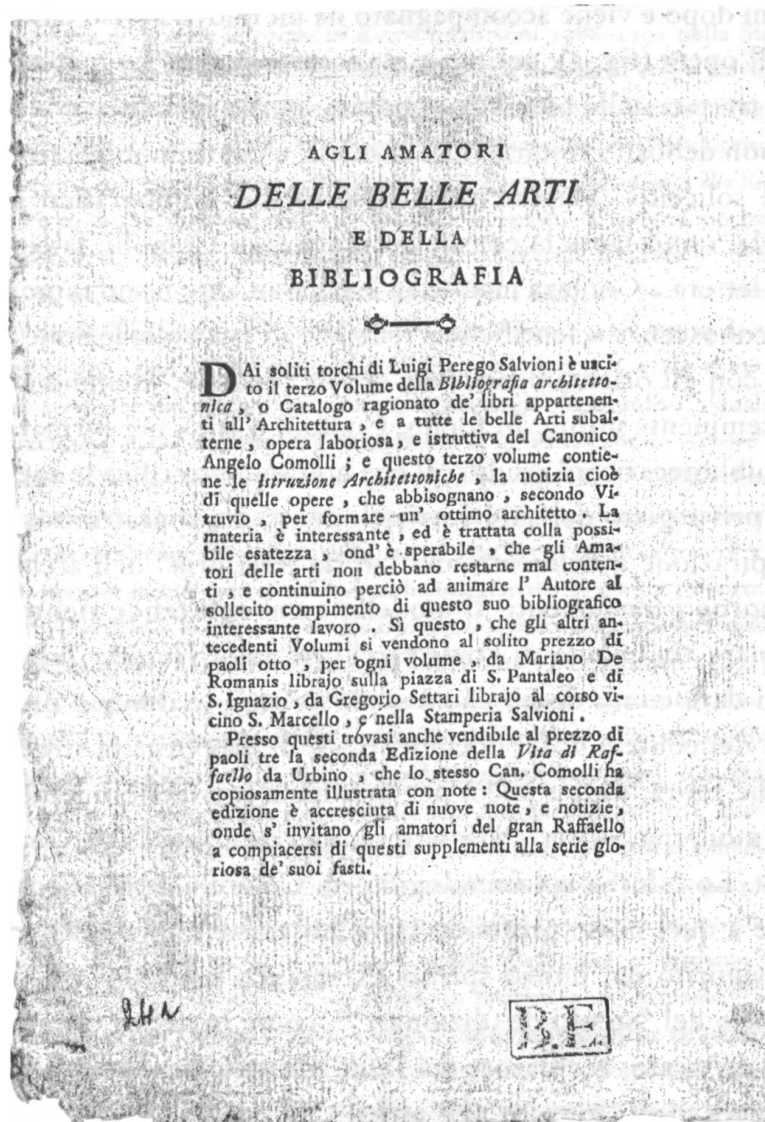 AGLI AMATORI
DELLE BELLE ARTI
E DELLA
BIBLIOGRAFIA
DAi soliti torchi di Luigi Perego Salvioni è usci-
to il terzo Volume della Bibliografia architetto-
nica, o Catalogo ragionato de' libri appartenen-
ti all' Architettura, e a tutte le belle Arti subal-
terne, opera laboriosa, e istruttiva del Canonico
Angelo Comolli; e questo terzo volume contie-
ne le Istruzione Architettoniche, la notizia cioè
di quelle opere, che abbisognano, secondo Vi-
truvio, per formare un' ottimo architetto. La
materia è interessante, ed è trattata colla possi-
bile esatezza, ond' è sperabile, che gli Ama-
tori delle arti non debbano restarne mal conten-
ti, e continuino perciò ad animare l' Autore al
sollecito compimento di questo suo bibliografico
interessante lavoro. Sì questo, che gli altri an-
tecedenti Volumi si vendono al solito prezzo di
paoli otto, per ogni volume, da Mariano De
Romanis librajo sulla piazza di S. Pantaleo e di
S. Ignazio, da Gregorio Settari librajo al corso vi-
cino S. Marcello, e nella Stamperia Salvioni.
Presso questi trovasi anche vendibile al prezzo di
paoli tre la seconda Edizione della Vita di Raf-
faello da Urbino, che lo stesso Can. Comolli ha
copiosamente illustrata con note: Questa seconda
edizione è accresciuta di nuove note, e notizie,
onde s' invitano gli amatori del gran Raffaello
a compiacersi di questi supplementi alla serie glo-
riosa de' suoi fasti.